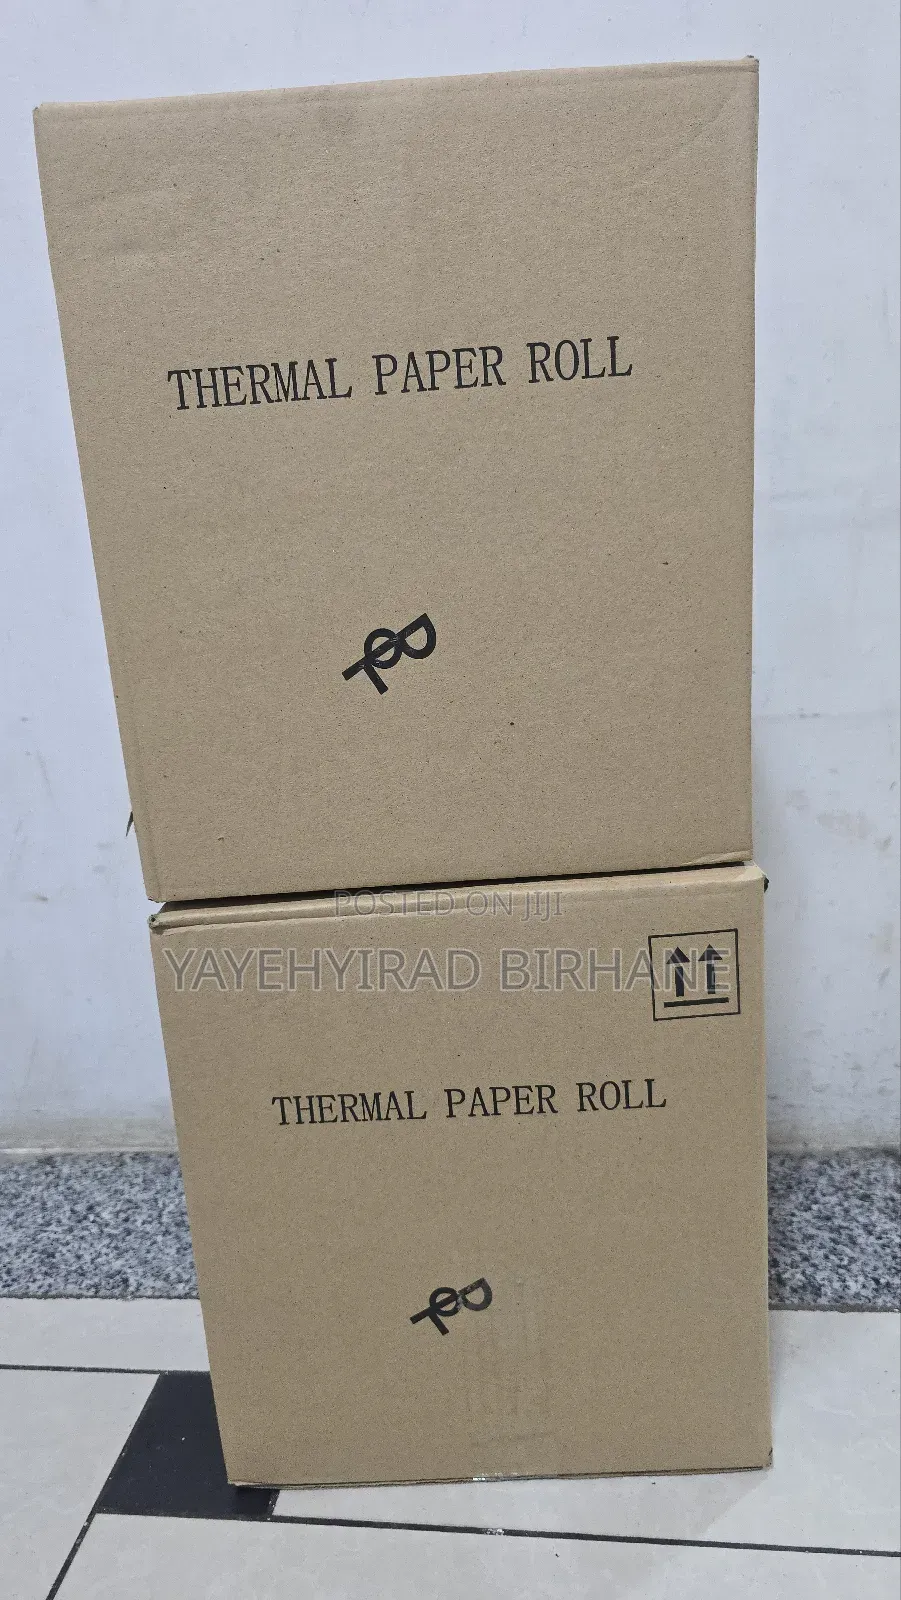 THERMAL PAPER ROLL
POSTED ON JIJI
YAYEHYIRAD BIRHANE
THERMAL PAPER ROLL